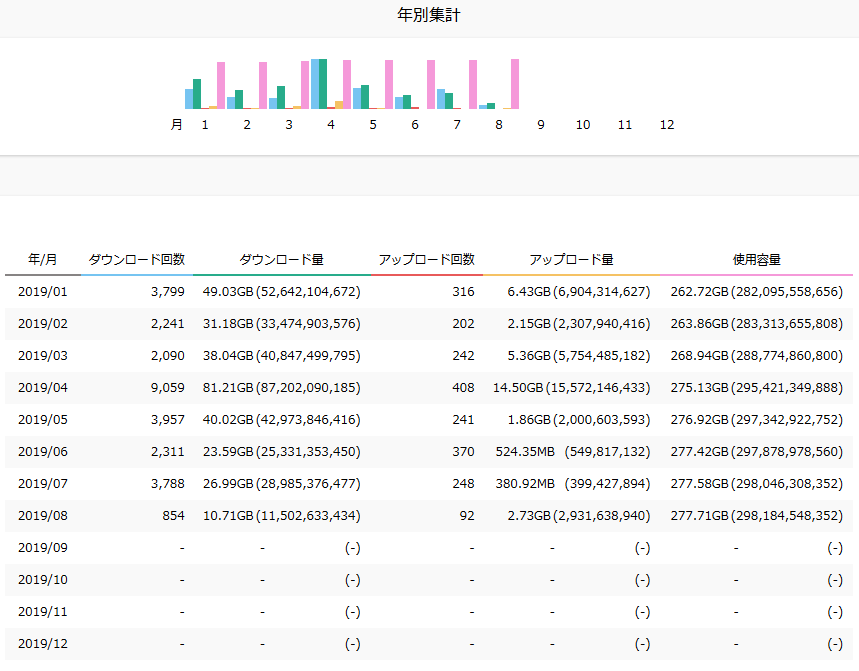 年別集計
月 1 2 3 4 5 6 7 8 9 10 11 12
年/月 ダウンロード回数 ダウンロード量 アップロード回数 アップロード量 使用容量
2019/01 3,799 49.03GB(52,642,104,672) 316 6.43GB(6,904,314,627) 262.72GB(282,095,558,656)
2019/02 2,241 31.18GB(33,474,903,576) 202 2.15GB(2,307,940,416) 263.86GB(283,313,655,808)
2019/03 2,090 38.04GB(40,847,499,795) 242 5.36GB(5,754,485,182) 268.94GB(288,774,860,800)
2019/04 9,059 81.21GB(87,202,090,185) 408 14.50GB(15,572,146,433) 275.13GB(295,421,349,888)
2019/05 3,957 40.02GB(42,973,846,416) 241 1.86GB(2,000,603,593) 276.92GB(297,342,922,752)
2019/06 2,311 23.59GB(25,331,353,450) 370 524.35MB (549,817,132) 277.42GB(297,878,978,560)
2019/07 3,788 26.99GB(28,985,376,477) 248 380.92MB (399,427,894) 277.58GB(298,046,308,352)
2019/08 854 10.71GB(11,502,633,434) 92 2.73GB(2,931,638,940) 277.71GB(298,184,548,352)
2019/09 - - (-) - - (-) - (-)
2019/10 - - (-) - - (-) - (-)
2019/11 - - (-) - - (-) - (-)
2019/12 - - (-) - - (-) - (-)